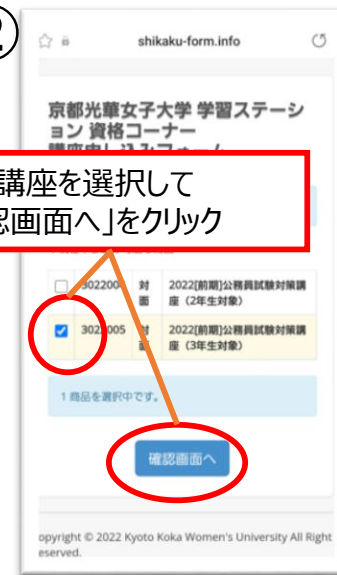 ②
shikaku-form.info
京都光華女子大学 学習ステーシ
ョン 資格コーナー
講座を選択して
認画面へ」をクリック
対面
2022[前期]公務員試験対策講
座（2年生対象）
対面
2022[前期]公務員試験対策講
座（3年生対象）
1 商品を選択中です。
確認画面へ
opyright © 2022 Kyoto Koka Women's University All Right
eserved.